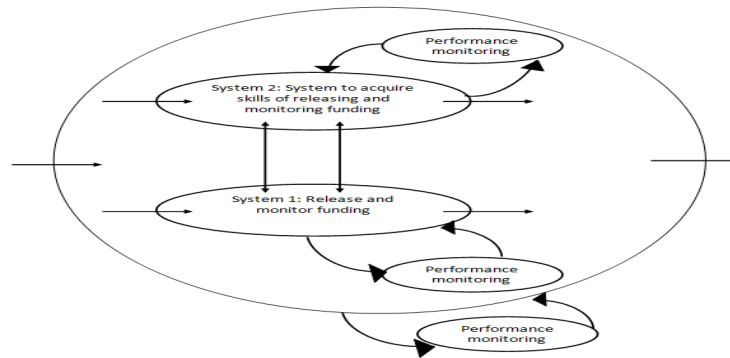 Performance
monitoring
System 2: System to acquire
skills of releasing and
monitoring funding
System 1: Release and
monitor funding
Performance
monitoring
Performance
monitoring